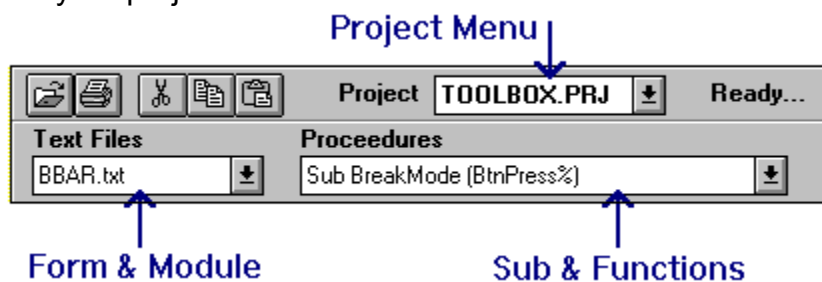 Project Menu
Project TOOLBOX.PRJ Ready...
Text Files Proceedures
BBAR.txt Sub BreakMode (BtnPress%)
Form & Module Sub & Functions